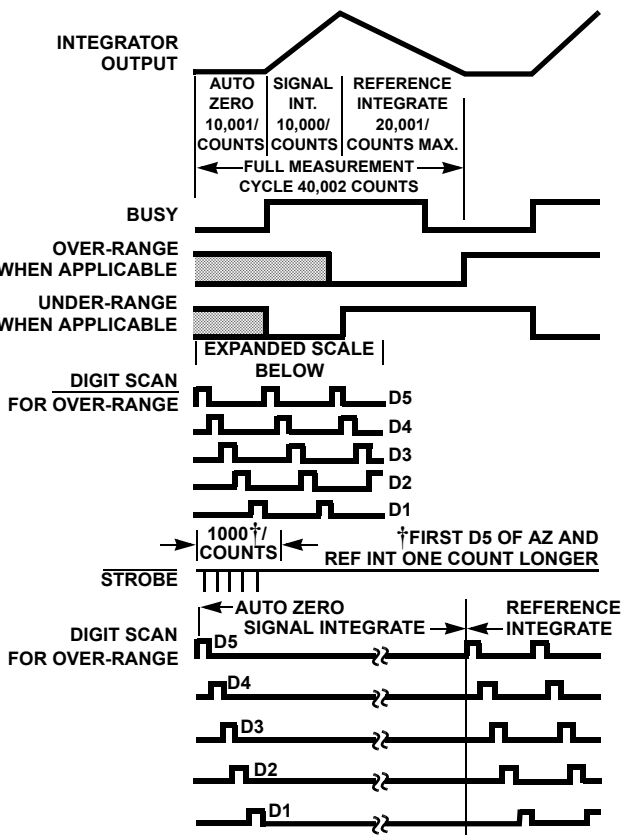 INTEGRATOR
OUTPUT
AUTO
ZERO
10,001/
COUNTS
SIGNAL
INT.
10,000/
COUNTS
REFERENCE
INTEGRATE
20,001/
COUNTS MAX.
FULL MEASUREMENT
CYCLE 40,002 COUNTS
BUSY
OVER-RANGE
WHEN APPLICABLE
UNDER-RANGE
WHEN APPLICABLE
EXPANDED SCALE
BELOW
DIGIT SCAN
FOR OVER-RANGE
D5
D4
D3
D2
D1
1000†/
COUNTS
†FIRST D5 OF AZ AND
REF INT ONE COUNT LONGER
STROBE
AUTO ZERO
SIGNAL INTEGRATE
REFERENCE
INTEGRATE
DIGIT SCAN
FOR OVER-RANGE
D5
D4
D3
D2
D1